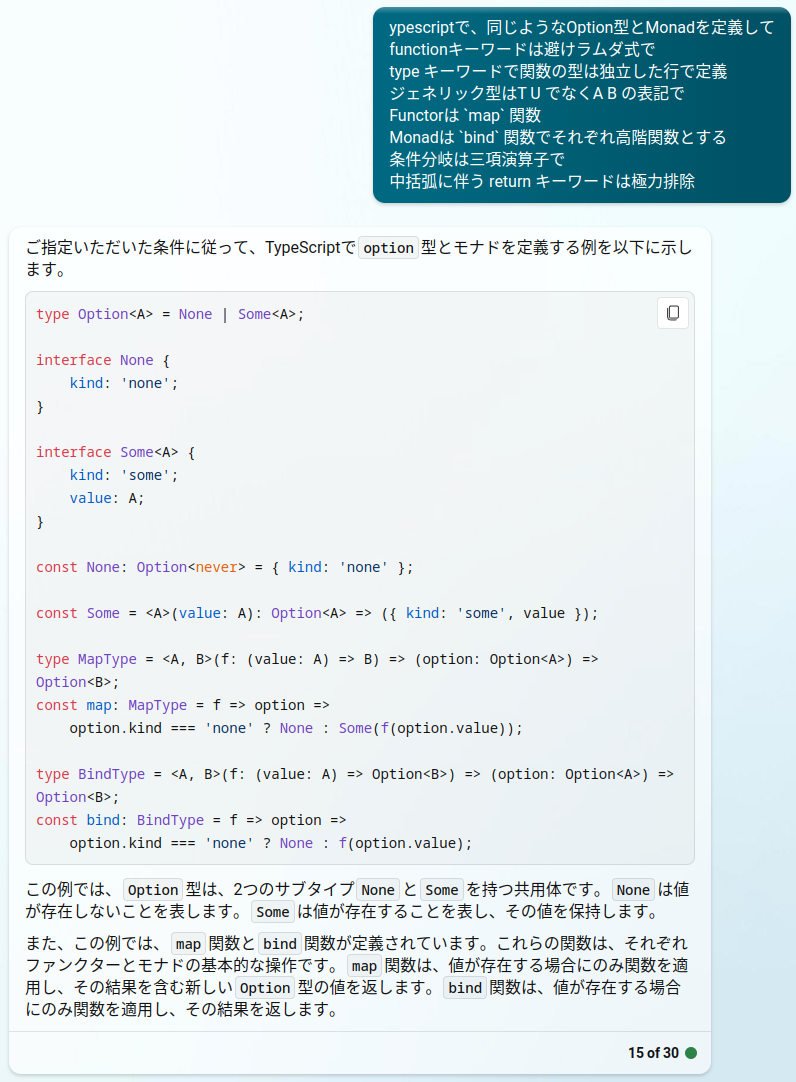 ypescriptで、同じようなOption型とMonadを定義して
functionキーワードは避けラムダ式で
type キーワードで関数の型は独立した行で定義
ジェネリック型はT U でなくA B の表記で
Functorは `map` 関数
Monadは `bind` 関数でそれぞれ高階関数とする
条件分岐は三項演算子で
中括弧に伴う return キーワードは極力排除
ご指定いただいた条件に従って、TypeScriptで option 型とモナドを定義する例を以下に示し
ます。
type Option<A> = None | Some<A>;
interface None {
    kind: 'none';
}
interface Some<A> {
    kind: 'some';
    value: A;
}
const None: Option<never> = { kind: 'none' };
const Some = <A>(value: A): Option<A> => ({ kind: 'some', value });
type MapType = <A, B>(f: (value: A) => B) => (option: Option<A>) =>
Option<B>;
const map: MapType = f => option =>
    option.kind === 'none' ? None : Some(f(option.value));
type BindType = <A, B>(f: (value: A) => Option<B>) => (option: Option<A>) =>
Option<B>;
const bind: BindType = f => option =>
    option.kind === 'none' ? None : f(option.value);
この例では、 Option 型は、2つのサブタイプ None と Some を持つ共用体です。 None は値
が存在しないことを表します。 Some は値が存在することを表し、その値を保持します。
また、この例では、 map 関数と bind 関数が定義されています。これらの関数は、それぞれ
ファンクターとモナドの基本的な操作です。 map 関数は、値が存在する場合にのみ関数を適
用し、その結果を含む新しい Option 型の値を返します。 bind 関数は、値が存在する場合
にのみ関数を適用し、その結果を返します。
15 of 30